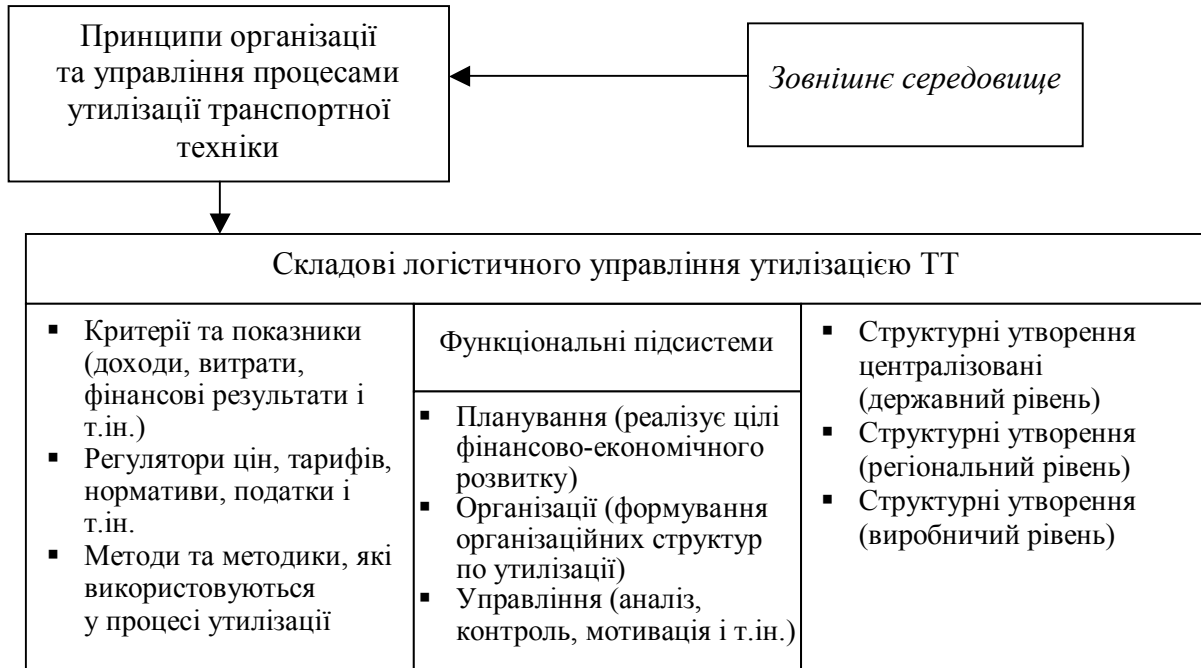 Принципи організації
та управління процесами
утилізації транспортної
техніки
Зовнішнє середовище
Складові логістичного управління утилізацією ТТ
▪ Критерії та показники
(доходи, витрати,
фінансові результати і
т.ін.)
▪ Регулятори цін, тарифів,
нормативи, податки і
т.ін.
▪ Методи та методики, які
використовуються
у процесі утилізації
Функціональні підсистеми
▪ Планування (реалізує цілі
фінансово-економічного
розвитку)
▪ Організації (формування
організаційних структур
по утилізації)
▪ Управління (аналіз,
контроль, мотивація і т.ін.)
▪ Структурні утворення
централізовані
(державний рівень)
▪ Структурні утворення
(регіональний рівень)
▪ Структурні утворення
(виробничий рівень)